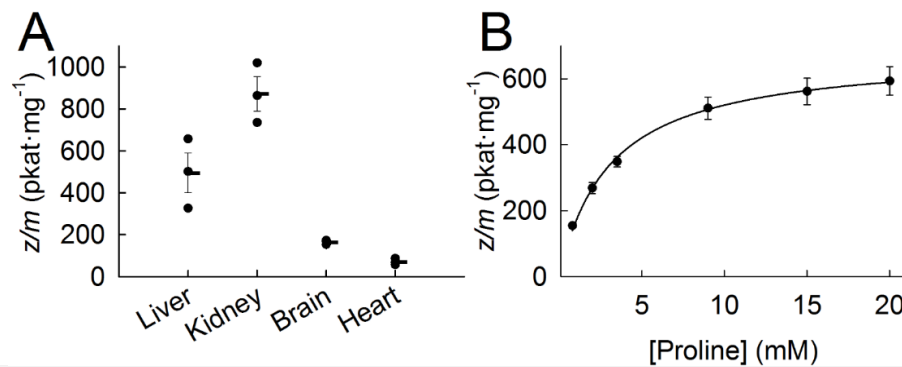 A
z/m (pkat·mg⁻¹)
1000
800
600
400
200
0
Liver
Kidney
Brain
Heart
B
z/m (pkat·mg⁻¹)
600
400
200
0
5
10
15
20
[Proline] (mM)